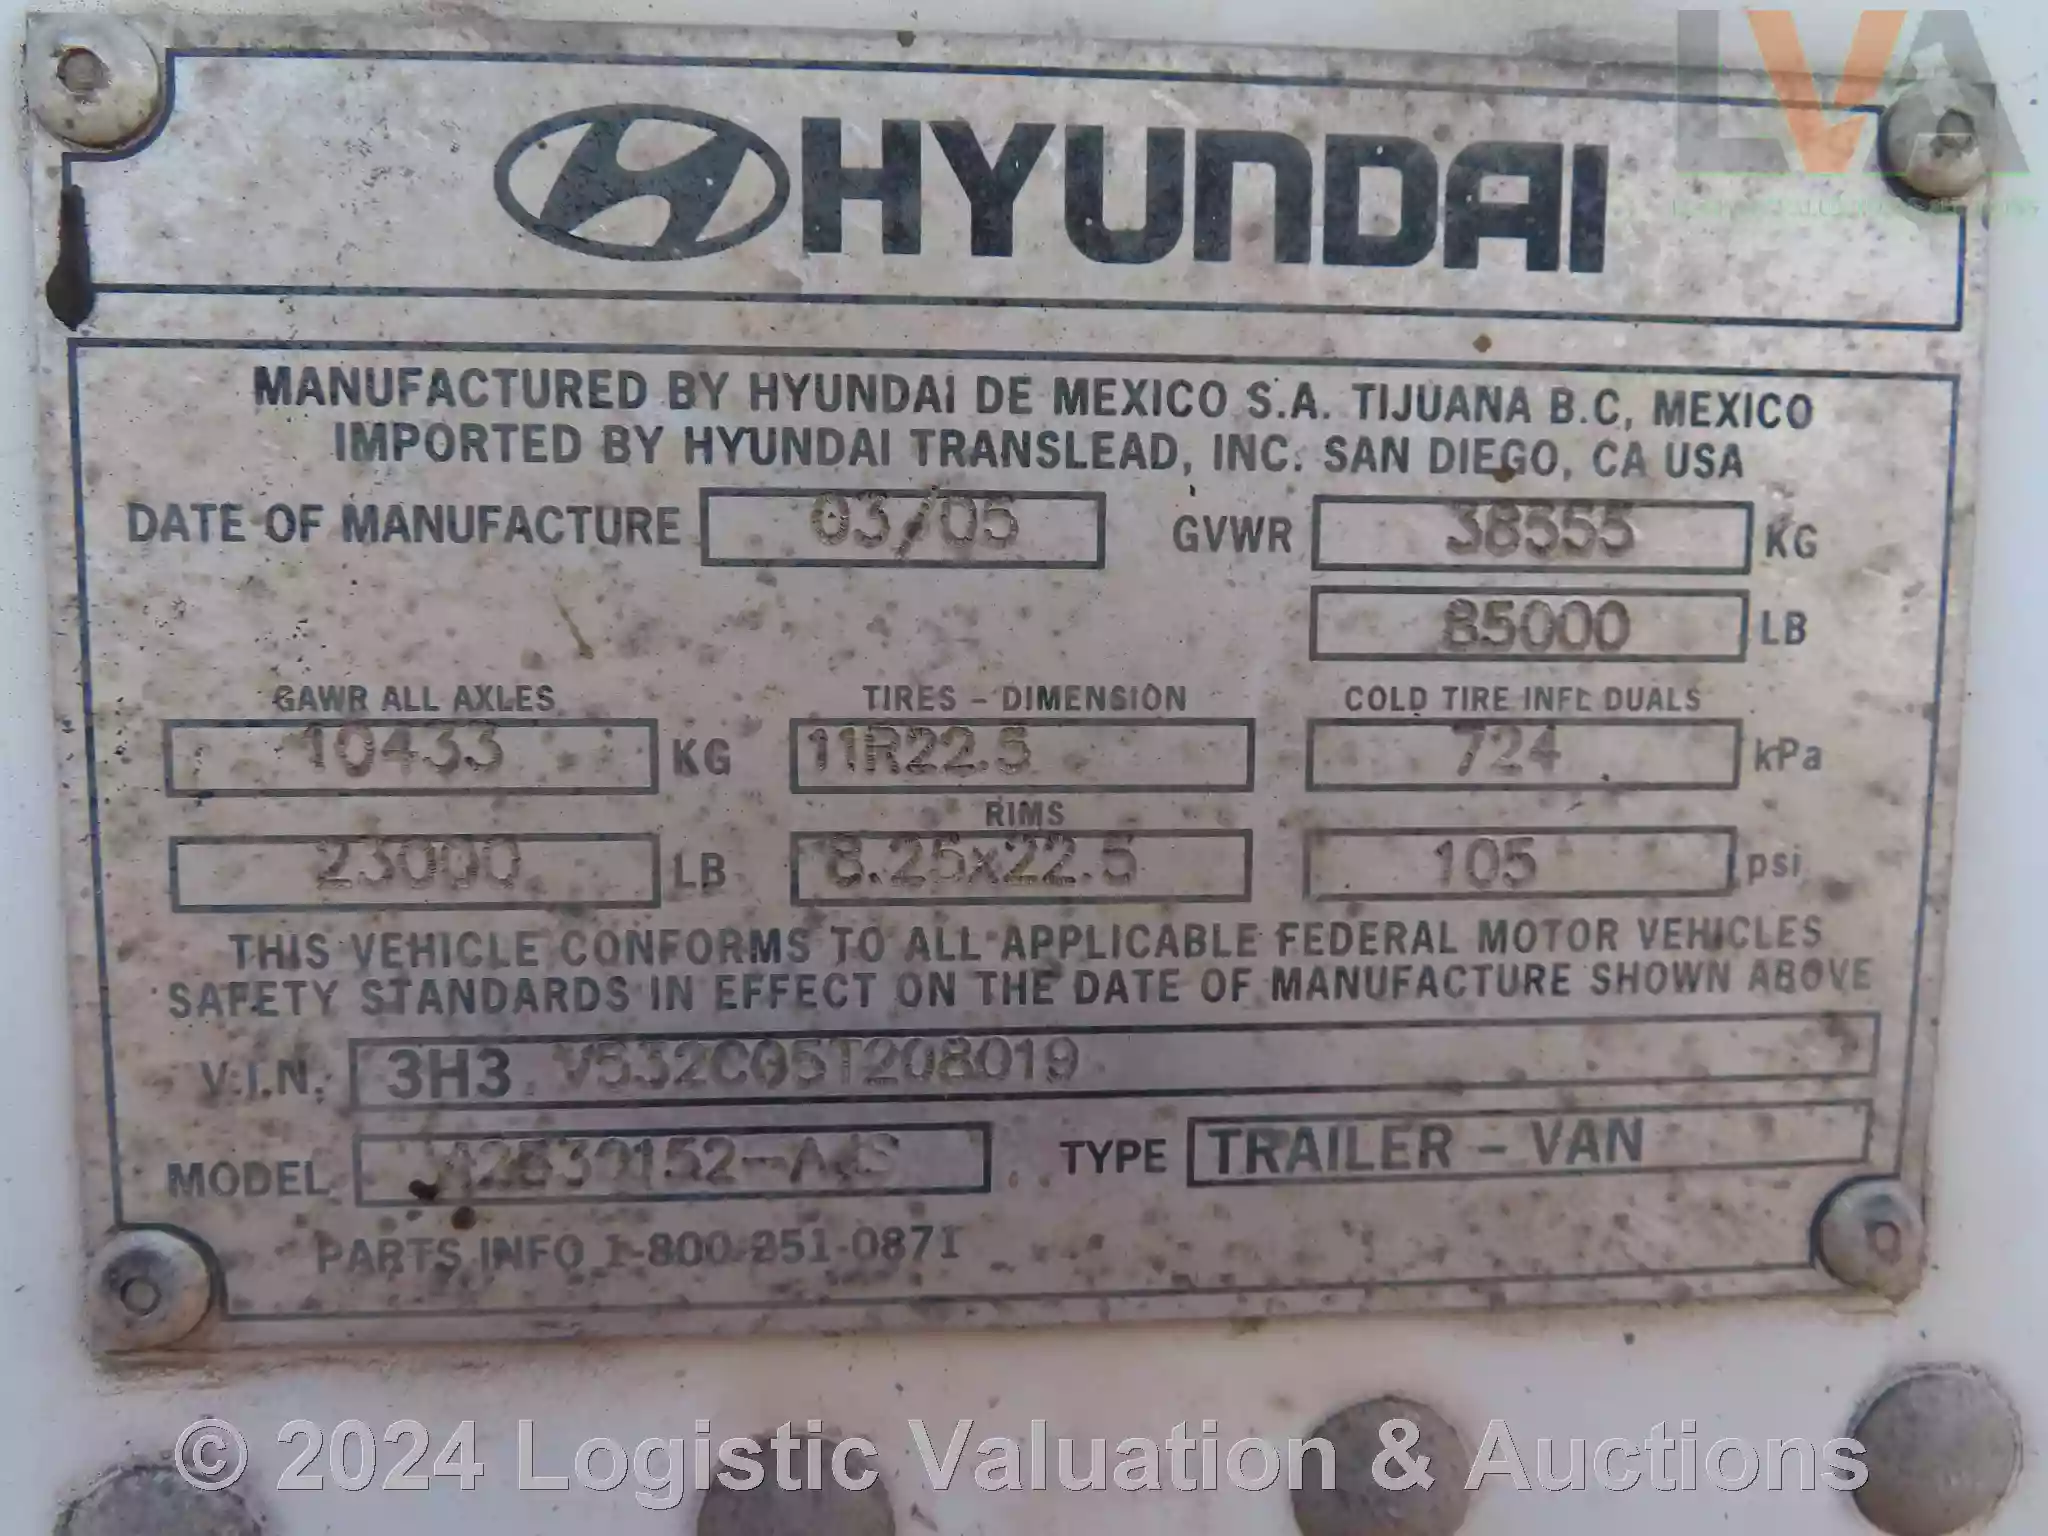 HYUNDAI
MANUFACTURED BY HYUNDAI DE MEXICO S.A. TIJUANA B.C, MEXICO
IMPORTED BY HYUNDAI TRANSLEAD, INC. SAN DIEGO, CA USA
DATE OF MANUFACTURE 03/05 GVWR 38555 KG
85000 LB
GAWR ALL AXLES TIRES - DIMENSION COLD TIRE INFL DUALS
10433 KG 11R22.5 724 kPa
RIMS
23000 LB 8.25x22.5 105 psi
THIS VEHICLE CONFORMS TO ALL APPLICABLE FEDERAL MOTOR VEHICLES
SAFETY STANDARDS IN EFFECT ON THE DATE OF MANUFACTURE SHOWN ABOVE
V.I.N. 3H3 V532C05T208019
MODEL TYPE TRAILER - VAN
PARTS INFO 1-800-851-0871
LVA
© 2024 Logistic Valuation & Auctions